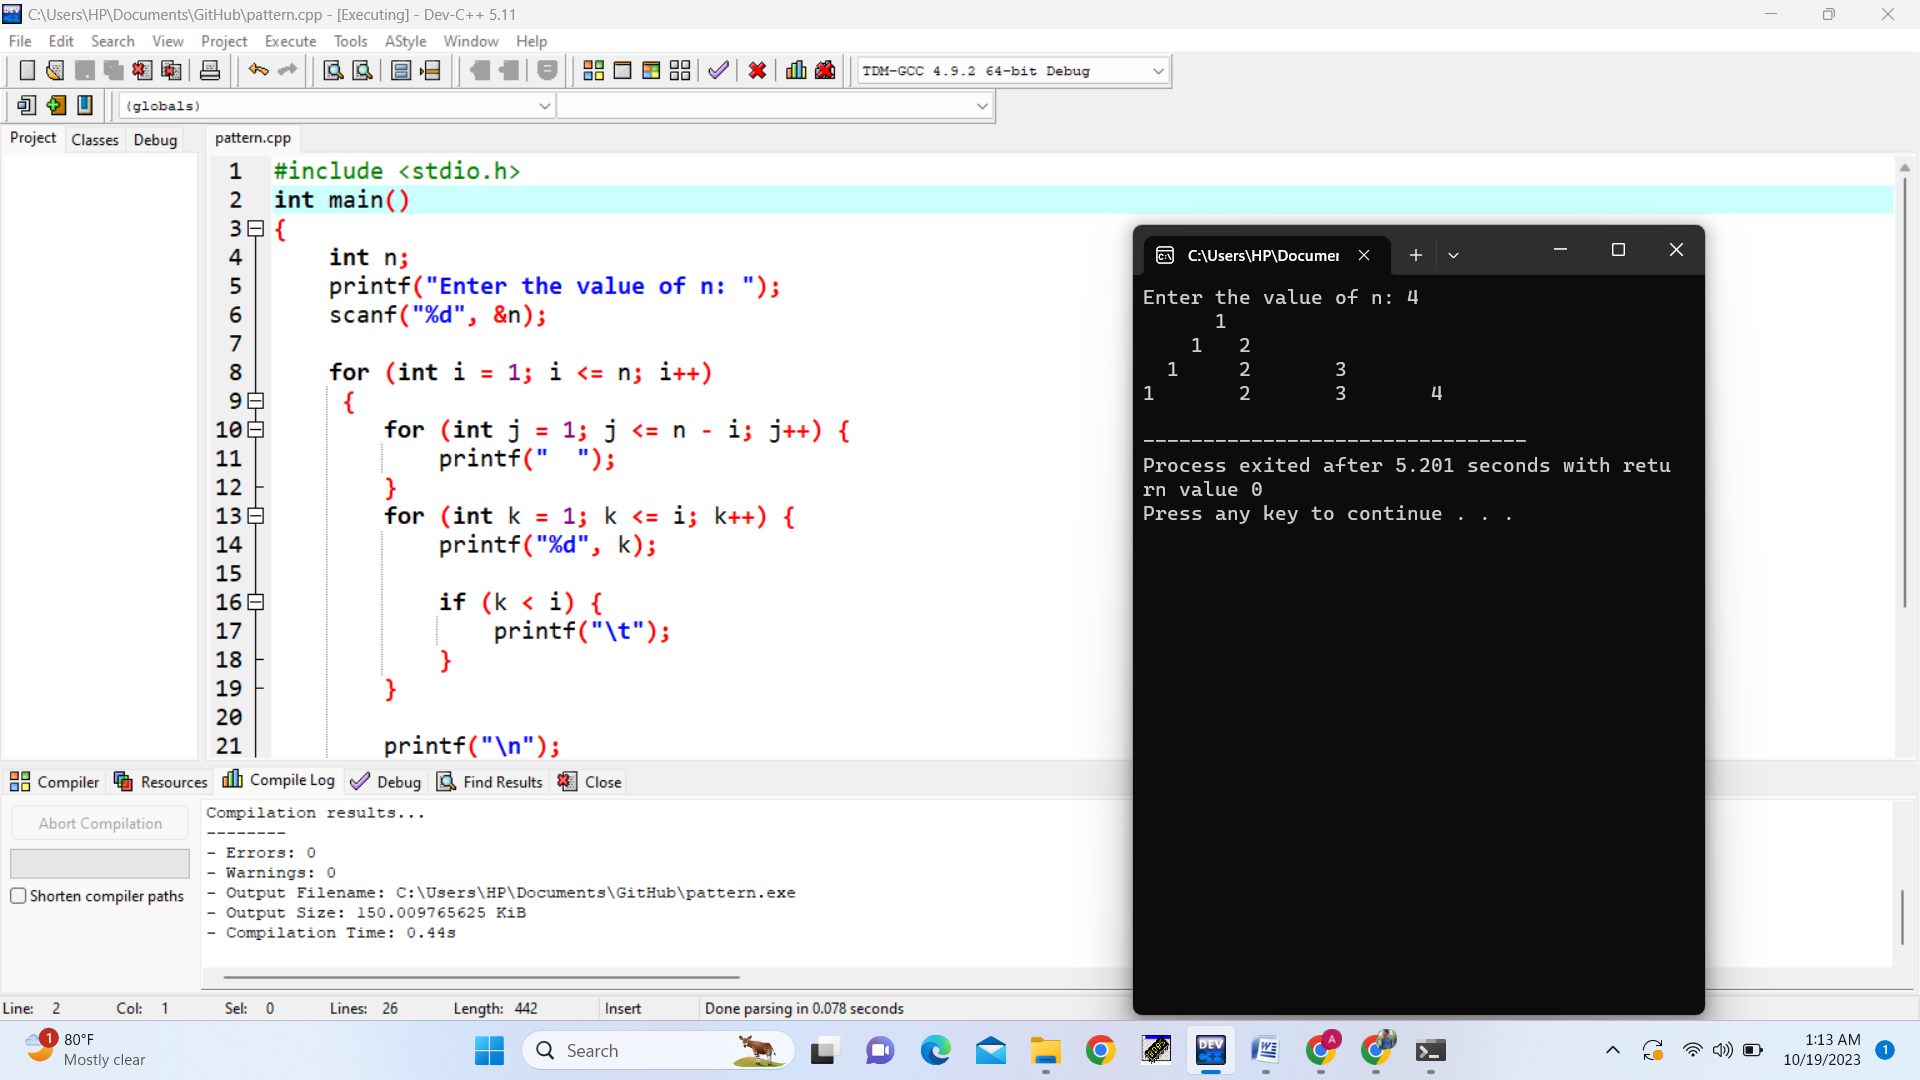 C:\Users\HP\Documents\GitHub\pattern.cpp - [Executing] - Dev-C++ 5.11
File Edit Search View Project Execute Tools AStyle Window Help
TDM-GCC 4.9.2 64-bit Debug
(globals)
Project Classes Debug
pattern.cpp
1 #include <stdio.h>
2 int main()
3 {
4 int n;
5 printf("Enter the value of n: ");
6 scanf("%d", &n);
7
8 for (int i = 1; i <= n; i++)
9 {
10 for (int j = 1; j <= n - i; j++) {
11 printf("  ");
12 }
13 for (int k = 1; k <= i; k++) {
14 printf("%d", k);
15
16 if (k < i) {
17 printf("\t");
18 }
19 }
20
21 printf("\n");
C:\Users\HP\Documer
Enter the value of n: 4
      1
    1   2
  1      2       3
1       2       3       4
--------------------------------
Process exited after 5.201 seconds with retu
rn value 0
Press any key to continue . . .
Compiler Resources Compile Log Debug Find Results Close
Abort Compilation
Shorten compiler paths
Compilation results...
--------
- Errors: 0
- Warnings: 0
- Output Filename: C:\Users\HP\Documents\GitHub\pattern.exe
- Output Size: 150.009765625 KiB
- Compilation Time: 0.44s
Line: 2 Col: 1 Sel: 0 Lines: 26 Length: 442 Insert Done parsing in 0.078 seconds
1
80°F
Mostly clear
Search
DEV
A
1:13 AM
10/19/2023
1